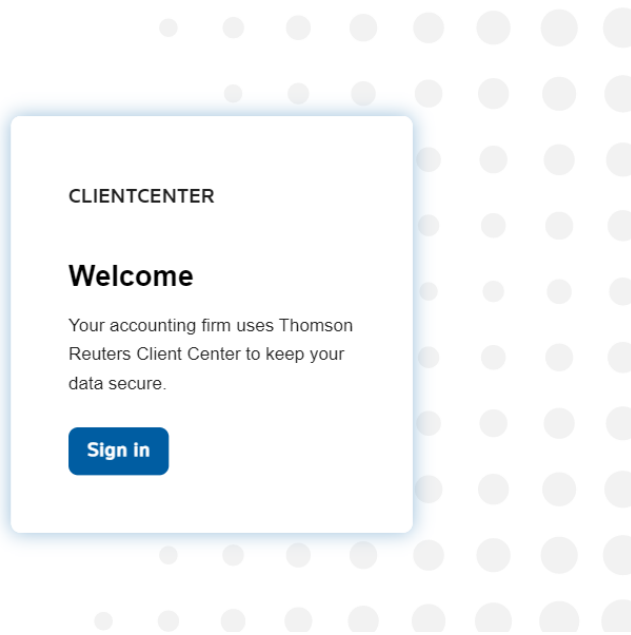 CLIENTCENTER
Welcome
Your accounting firm uses Thomson
Reuters Client Center to keep your
data secure.
Sign in